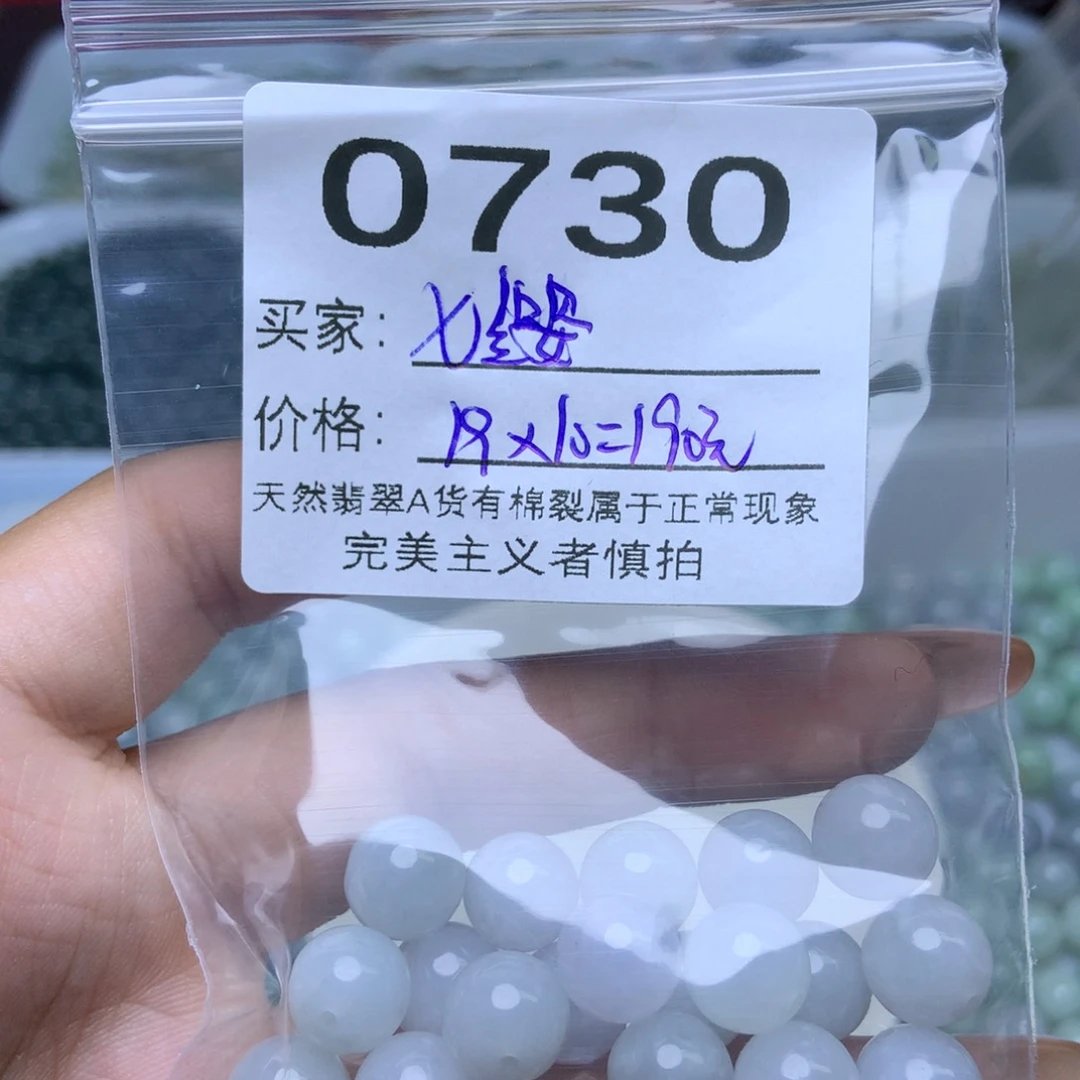 0730
买家：
价格： 19×10=190元
天然翡翠A货有棉裂属于正常现象
完美主义者慎拍